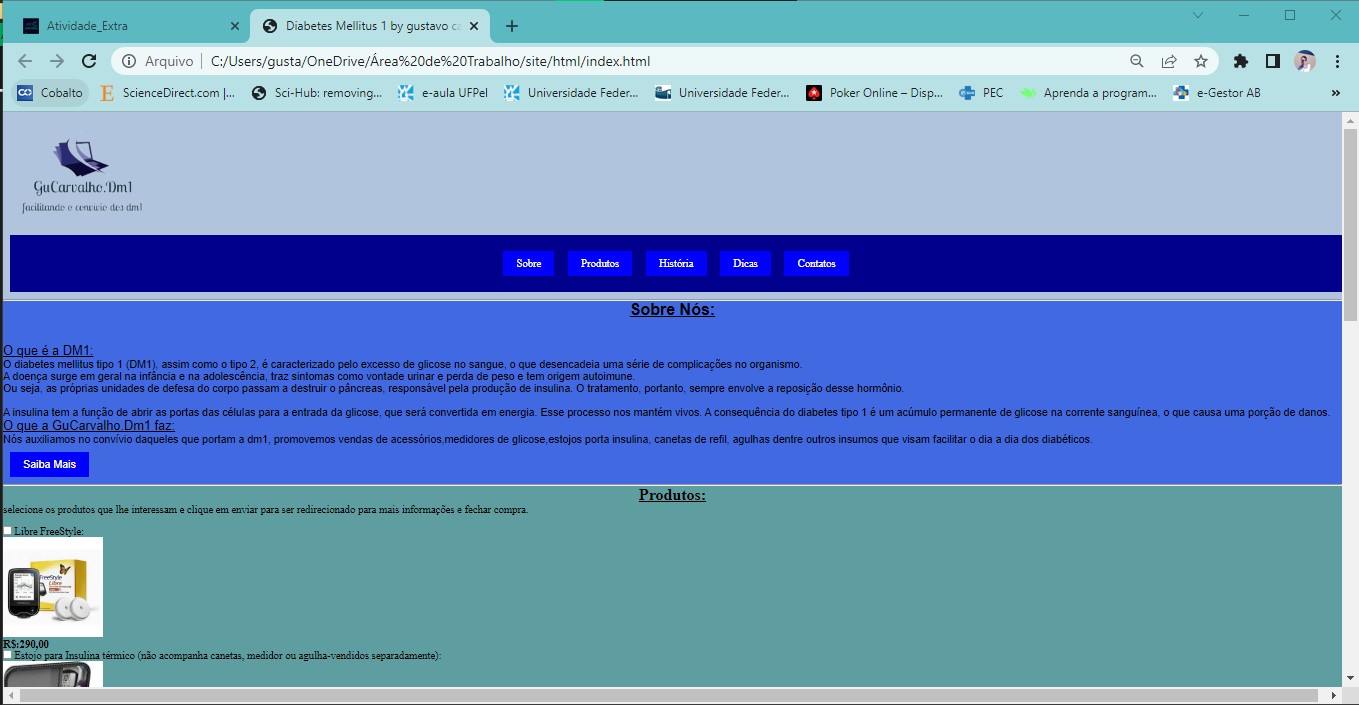 Atividade_Extra
Diabetes Mellitus 1 by gustavo ca
Arquivo | C:/Users/gusta/OneDrive/Área%20de%20Trabalho/site/html/index.html
Cobalto ScienceDirect.com |... Sci-Hub: removing... e-aula UFPel Universidade Feder... Universidade Feder... Poker Online – Disp... PEC Aprenda a program... e-Gestor AB »
GuCarvalho.Dm1
facilitando o convívio dos dm1
Sobre Produtos História Dicas Contatos
Sobre Nós:
O que é a DM1:
O diabetes mellitus tipo 1 (DM1), assim como o tipo 2, é caracterizado pelo excesso de glicose no sangue, o que desencadeia uma série de complicações no organismo.
A doença surge em geral na infância e na adolescência, traz sintomas como vontade urinar e perda de peso e tem origem autoimune.
Ou seja, as próprias unidades de defesa do corpo passam a destruir o pâncreas, responsável pela produção de insulina. O tratamento, portanto, sempre envolve a reposição desse hormônio.
A insulina tem a função de abrir as portas das células para a entrada da glicose, que será convertida em energia. Esse processo nos mantém vivos. A consequência do diabetes tipo 1 é um acúmulo permanente de glicose na corrente sanguínea, o que causa uma porção de danos.
O que a GuCarvalho.Dm1 faz:
Nós auxiliamos no convívio daqueles que portam a dm1, promovemos vendas de acessórios,medidores de glicose,estojos porta insulina, canetas de refil, agulhas dentre outros insumos que visam facilitar o dia a dia dos diabéticos.
Saiba Mais
Produtos:
selecione os produtos que lhe interessam e clique em enviar para ser redirecionado para mais informações e fechar compra.
Libre FreeStyle:
FreeStyle
Libre
R$:290,00
Estojo para Insulina térmico (não acompanha canetas, medidor ou agulha-vendidos separadamente):